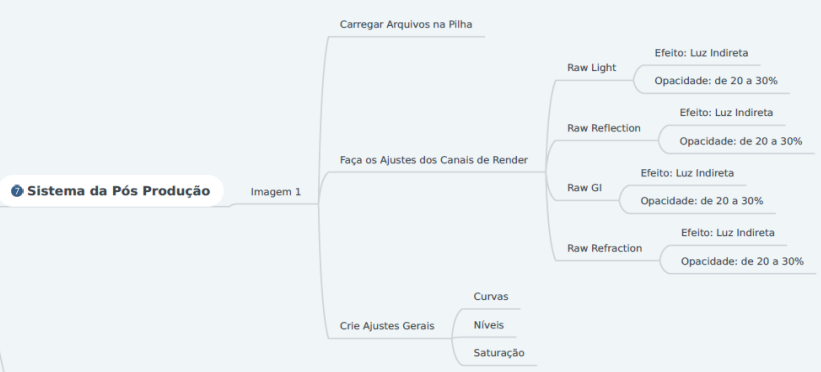 7 Sistema da Pós Produção
Imagem 1
Carregar Arquivos na Pilha
Faça os Ajustes dos Canais de Render
Raw Light
Efeito: Luz Indireta
Opacidade: de 20 a 30%
Raw Reflection
Efeito: Luz Indireta
Opacidade: de 20 a 30%
Raw GI
Efeito: Luz Indireta
Opacidade: de 20 a 30%
Raw Refraction
Efeito: Luz Indireta
Opacidade: de 20 a 30%
Crie Ajustes Gerais
Curvas
Níveis
Saturação